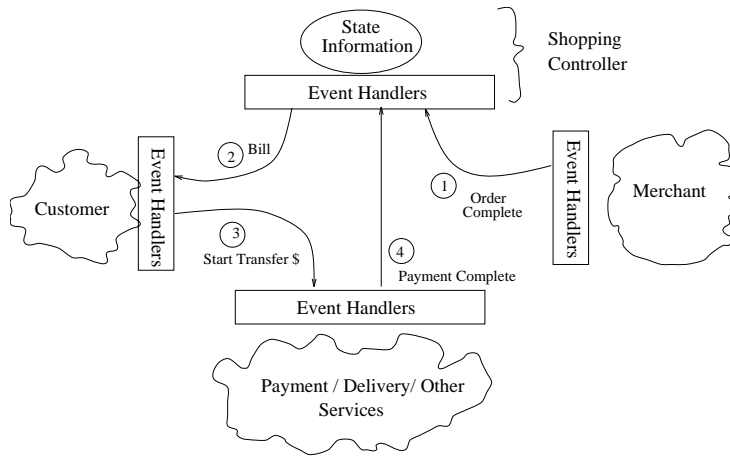 State
Information
Shopping
Controller
Event Handlers
2
Bill
1
Order
Complete
Event Handlers
Customer
Event Handlers
Merchant
3
Start Transfer $
4
Payment Complete
Event Handlers
Payment / Delivery/ Other
Services